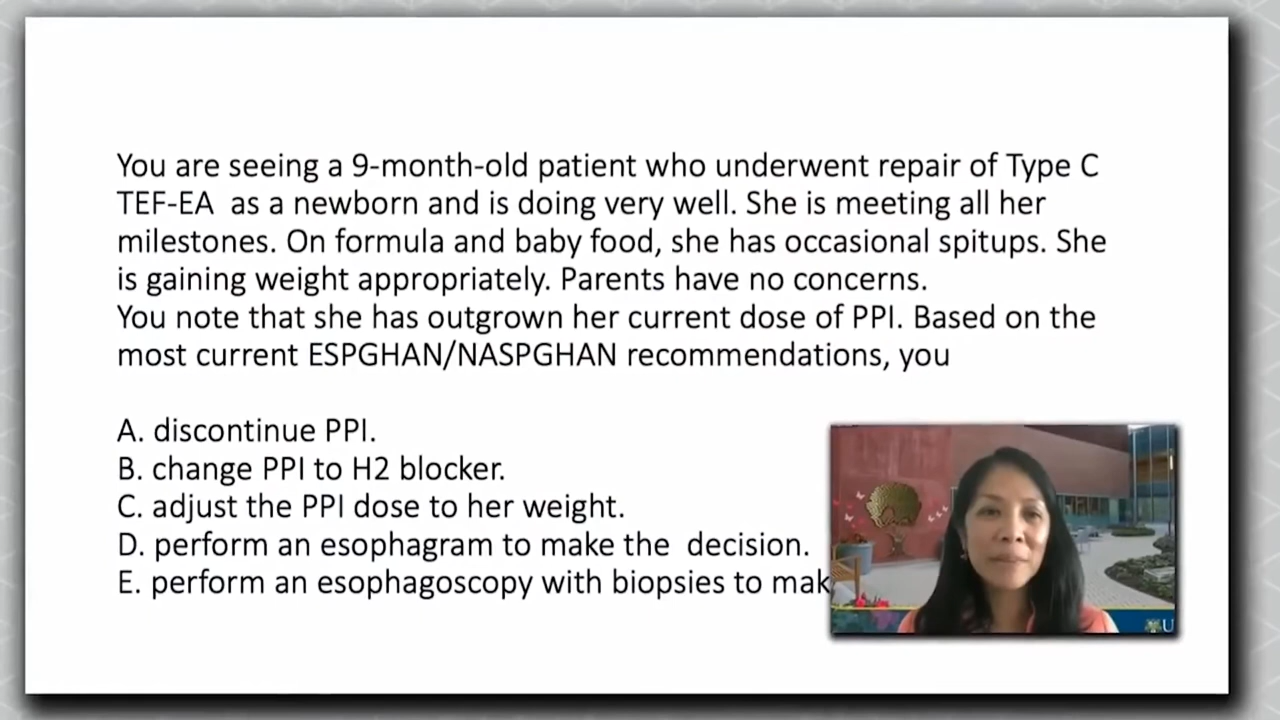 You are seeing a 9-month-old patient who underwent repair of Type C
TEF-EA as a newborn and is doing very well. She is meeting all her
milestones. On formula and baby food, she has occasional spitups. She
is gaining weight appropriately. Parents have no concerns.
You note that she has outgrown her current dose of PPI. Based on the
most current ESPGHAN/NASPGHAN recommendations, you
A. discontinue PPI.
B. change PPI to H2 blocker.
C. adjust the PPI dose to her weight.
D. perform an esophagram to make the decision.
E. perform an esophagoscopy with biopsies to mak
U